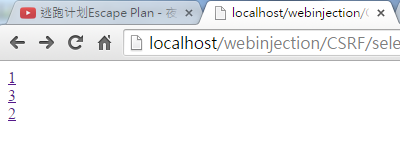 逃跑计划Escape Plan - 夜
localhost/webinjection/C
localhost/webinjection/CSRF/sele
1
3
2